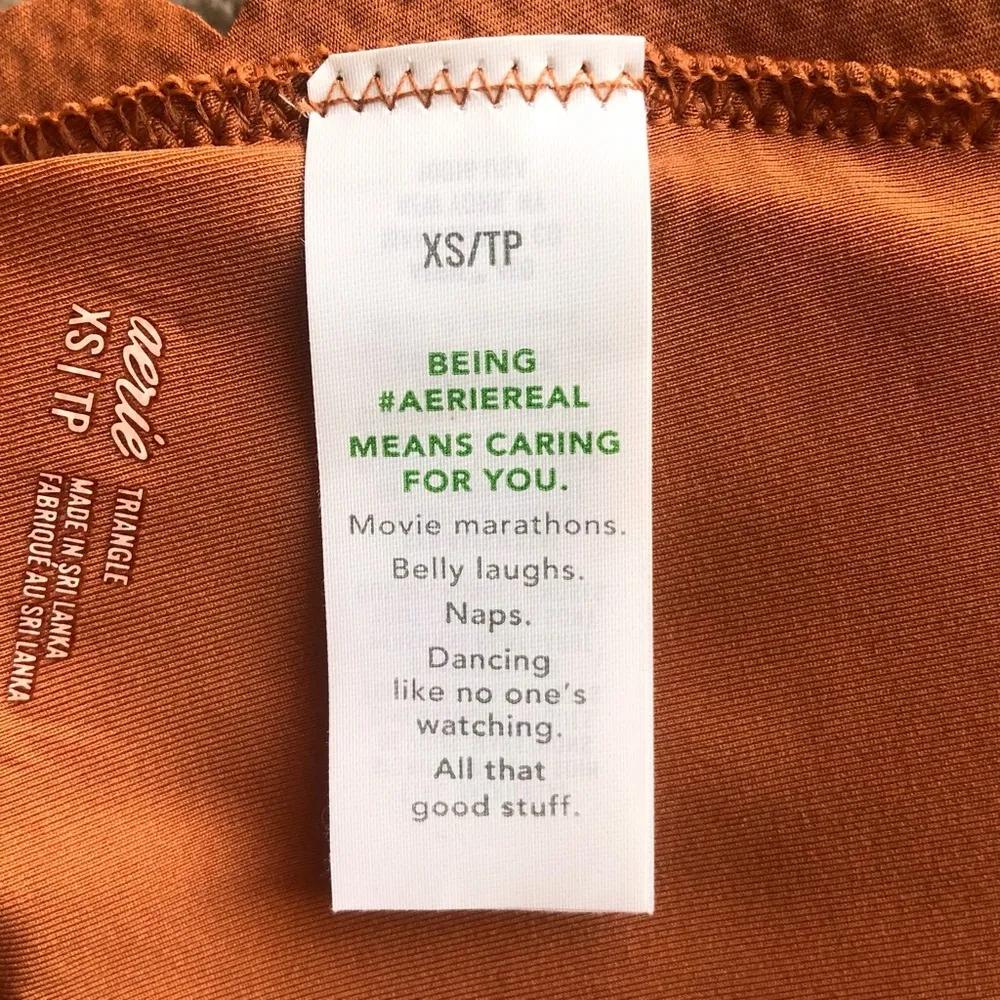 XS/TP
BEING
#AERIEREAL
MEANS CARING
FOR YOU.
Movie marathons.
Belly laughs.
Naps.
Dancing
like no one's
watching.
All that
good stuff.
aerie
XS | TP
TRIANGLE
MADE IN SRI LANKA
FABRIQUÉ AU SRI LANKA